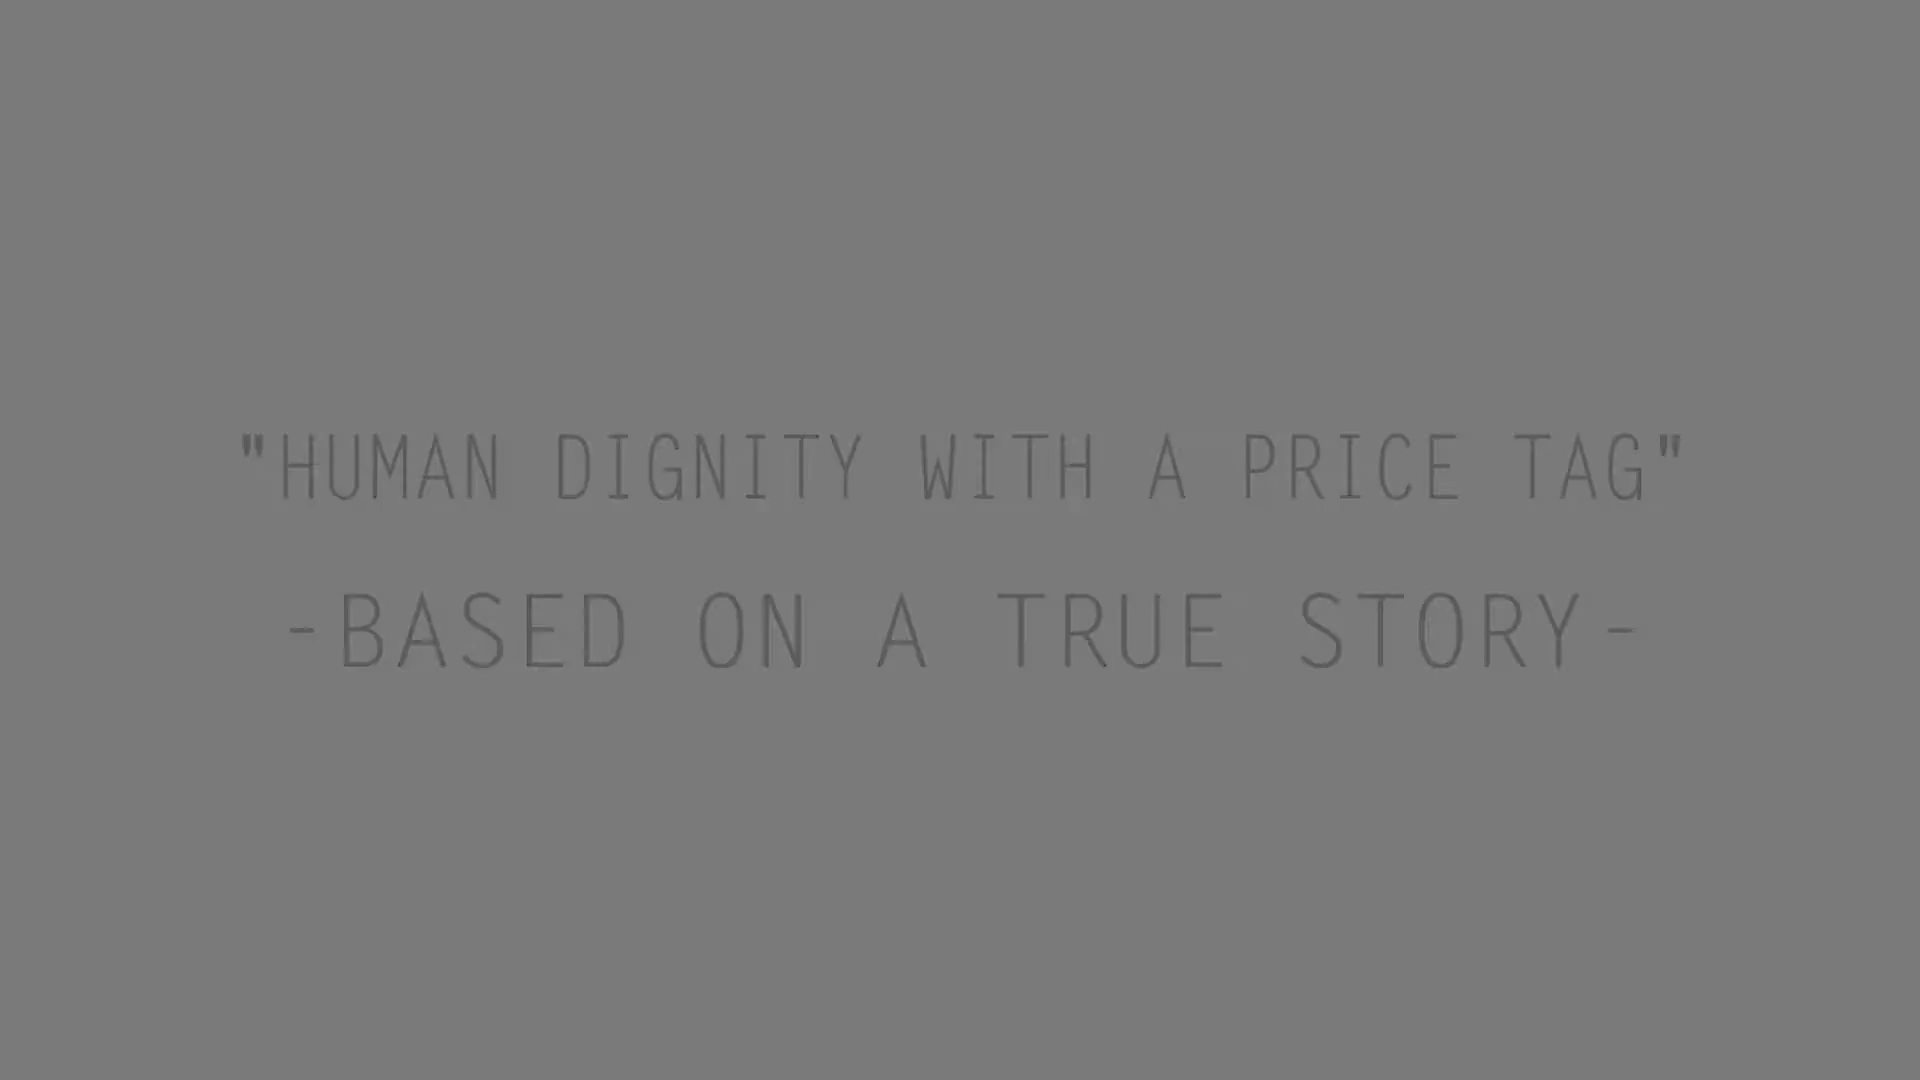 "HUMAN DIGNITY WITH A PRICE TAG"
-BASED ON A TRUE STORY-